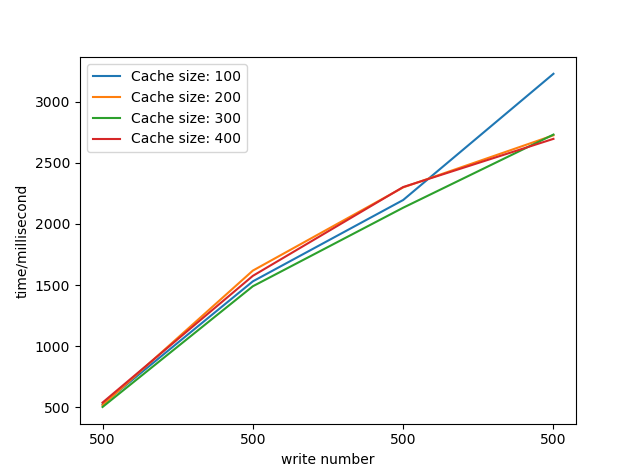 Cache size: 100
Cache size: 200
Cache size: 300
Cache size: 400
3000
2500
2000
1500
1000
500
time/millisecond
500 500 500 500
write number